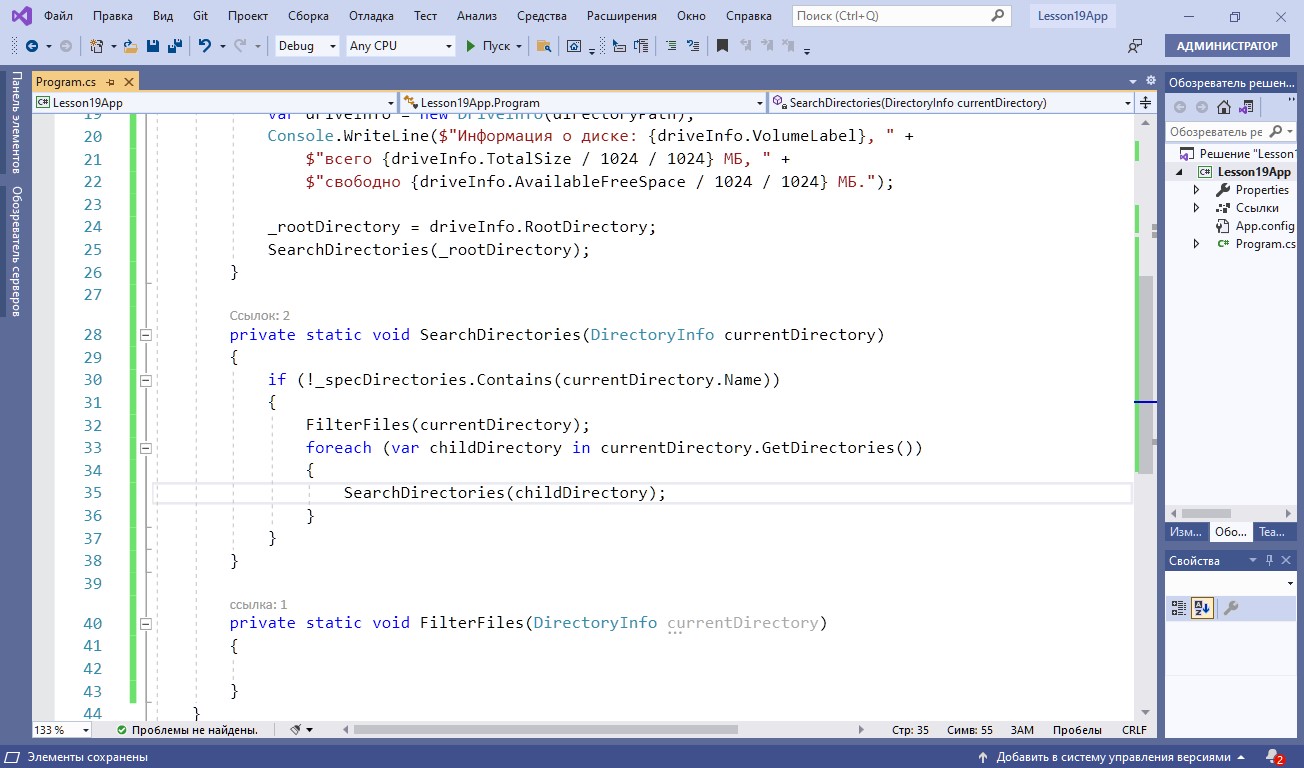 Файл Правка Вид Git Проект Сборка Отладка Тест Анализ Средства Расширения Окно Справка Поиск (Ctrl+Q) Lesson19App
Debug Any CPU Пуск АДМИНИСТРАТОР
Панель элементов
Обозреватель серверов
Program.cs
Lesson19App Lesson19App.Program SearchDirectories(DirectoryInfo currentDirectory)
19 var driveInfo = new DriveInfo(directoryPath);
20 Console.WriteLine($"Информация о диске: {driveInfo.VolumeLabel}, " +
21 $"всего {driveInfo.TotalSize / 1024 / 1024} МБ, " +
22 $"свободно {driveInfo.AvailableFreeSpace / 1024 / 1024} МБ.");
23
24 _rootDirectory = driveInfo.RootDirectory;
25 SearchDirectories(_rootDirectory);
26 }
27
Ссылок: 2
28 private static void SearchDirectories(DirectoryInfo currentDirectory)
29 {
30 if (!_specDirectories.Contains(currentDirectory.Name))
31 {
32 FilterFiles(currentDirectory);
33 foreach (var childDirectory in currentDirectory.GetDirectories())
34 {
35 SearchDirectories(childDirectory);
36 }
37 }
38 }
39
ссылка: 1
40 private static void FilterFiles(DirectoryInfo currentDirectory)
41 {
42
43 }
44 }
133 % Проблемы не найдены. Стр: 35 Симв: 55 ЗАМ Пробелы CRLF
Обозреватель решен...
Обозреватель ре
Решение "Lesson
Lesson19App
Properties
Ссылки
App.config
Program.cs
Изм... Обо... Tea...
Свойства
Элементы сохранены Добавить в систему управления версиями 2